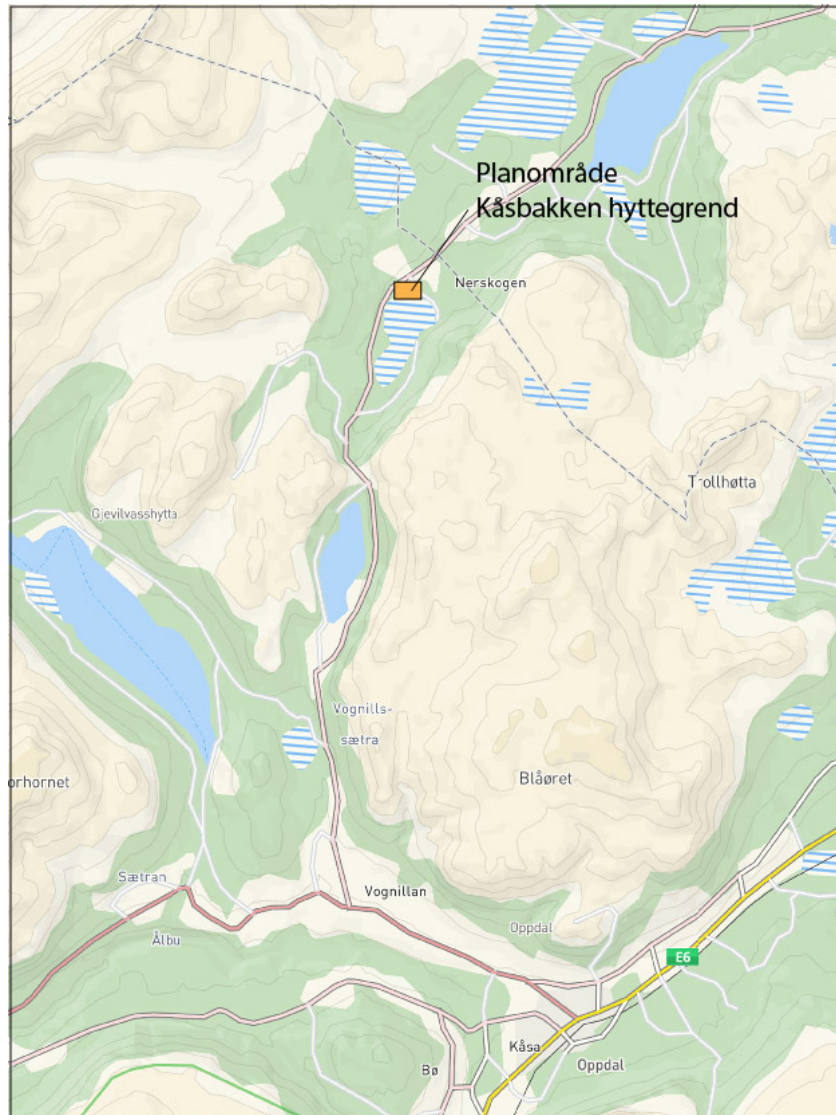 Planområde
Kåsbakken hyttegrend
Nerskogen
Trollhøtta
Gjevilvasshytta
Vognills-
sætra
Blåøret
orhornet
Sætran
Vognillan
Oppdal
Ålbu
E6
Kåsa
Bø
Oppdal